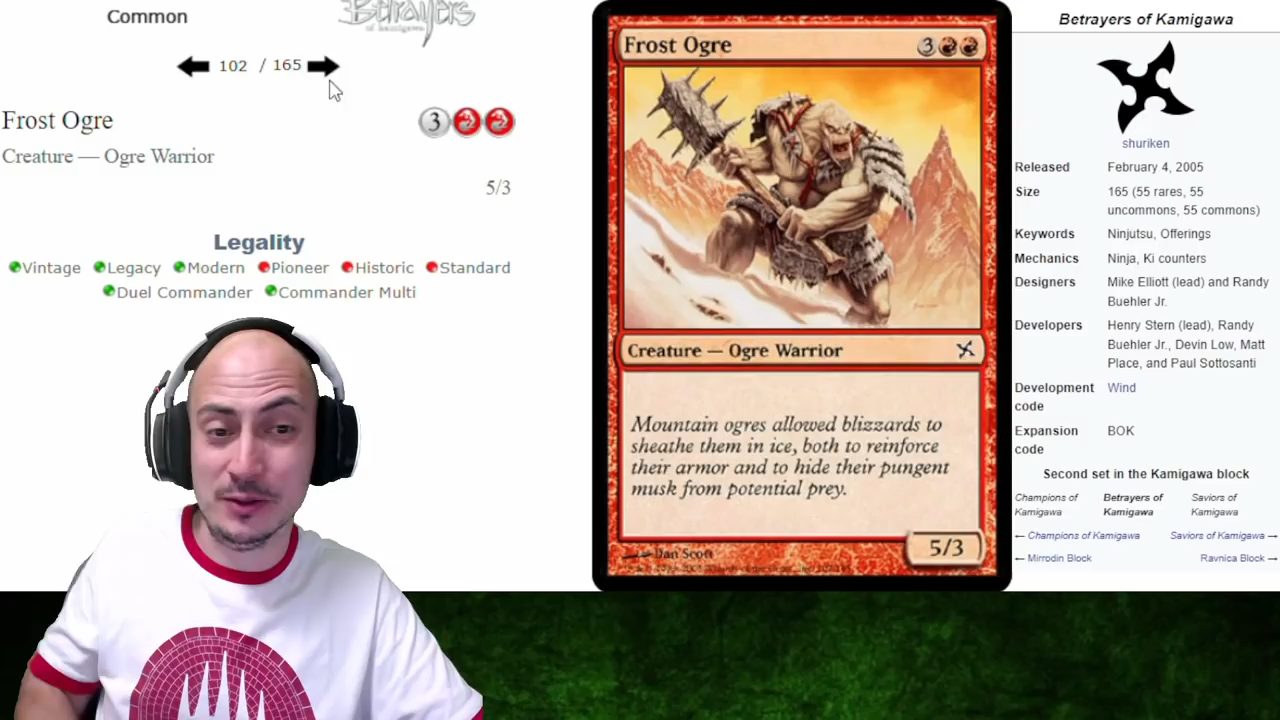 Common
Betrayers
of kamigawa
102 / 165
Frost Ogre
3
Creature — Ogre Warrior
5/3
Legality
Vintage Legacy Modern Pioneer Historic Standard
Duel Commander Commander Multi
Frost Ogre
3
Creature — Ogre Warrior
Mountain ogres allowed blizzards to
sheathe them in ice, both to reinforce
their armor and to hide their pungent
musk from potential prey.
Dan Scott
5/3
Betrayers of Kamigawa
shuriken
Released February 4, 2005
Size 165 (55 rares, 55
uncommons, 55 commons)
Keywords Ninjutsu, Offerings
Mechanics Ninja, Ki counters
Designers Mike Elliott (lead) and Randy
Buehler Jr.
Developers Henry Stern (lead), Randy
Buehler Jr., Devin Low, Matt
Place, and Paul Sottosanti
Development Wind
code
Expansion BOK
code
Second set in the Kamigawa block
Champions of Betrayers of Saviors of
Kamigawa Kamigawa Kamigawa
← Champions of Kamigawa Saviors of Kamigawa →
← Mirrodin Block Ravnica Block →